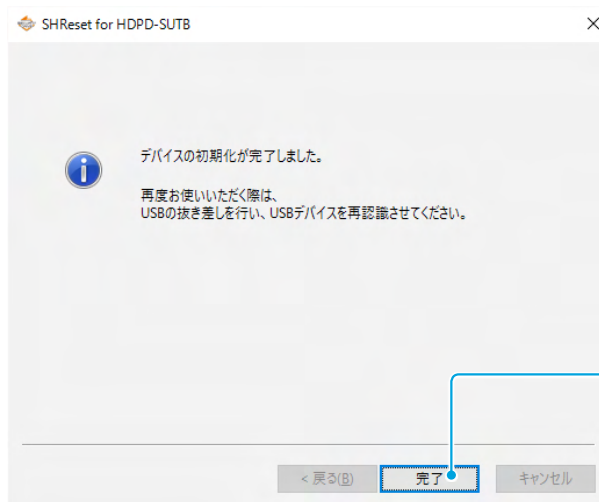 SHReset for HDPD-SUTB
デバイスの初期化が完了しました。
再度お使いいただく際は、
USBの抜き差しを行い、USBデバイスを再認識させてください。
< 戻る(B)
完了
キャンセル